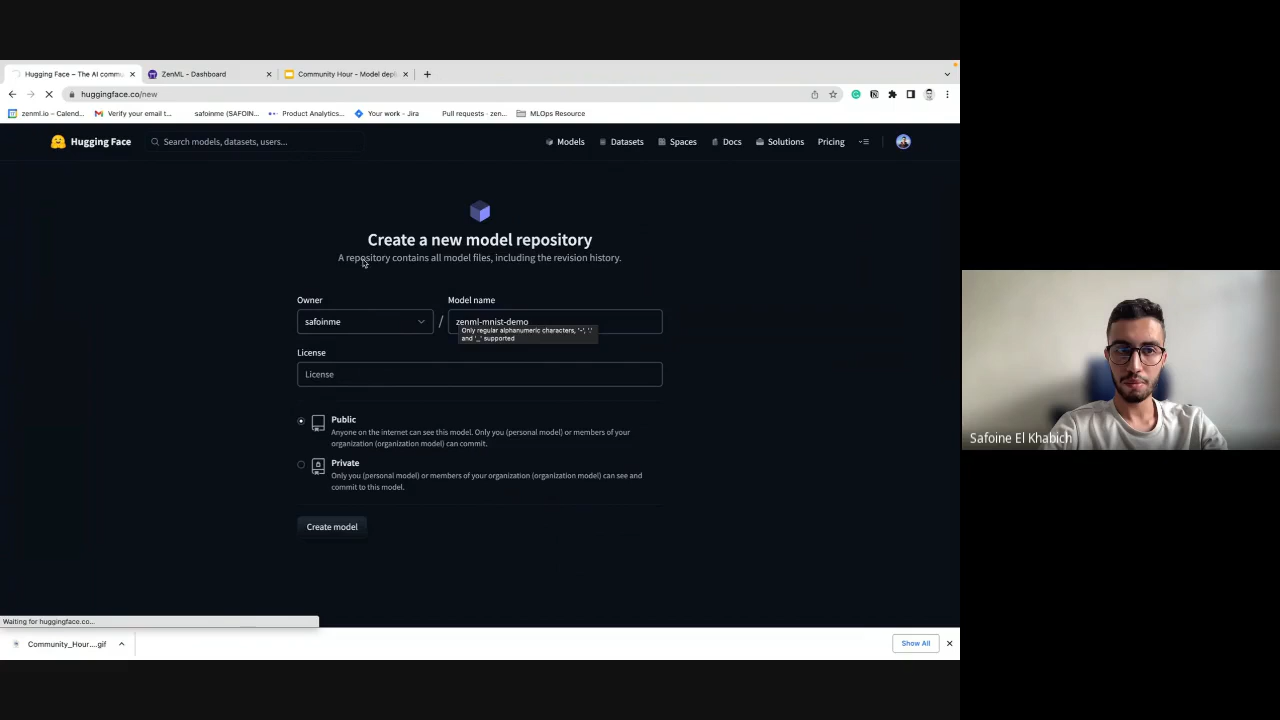 Hugging Face – The AI commu
ZenML - Dashboard
Community Hour - Model depl
huggingface.co/new
zenml.io – Calend...
Verify your email t...
safoinme (SAFOIN...
Product Analytics...
Your work - Jira
Pull requests · zen...
MLOps Resource
Hugging Face
Search models, datasets, users...
Models
Datasets
Spaces
Docs
Solutions
Pricing
Create a new model repository
A repository contains all model files, including the revision history.
Owner
Model name
safoinme
/
zenml-mnist-demo
Only regular alphanumeric characters, '-', '.'
and '_' supported
License
License
Public
Anyone on the internet can see this model. Only you (personal model) or members of your
organization (organization model) can commit.
Private
Only you (personal model) or members of your organization (organization model) can see and
commit to this model.
Create model
Waiting for huggingface.co...
Community_Hour....gif
Show All
Safoine El Khabich